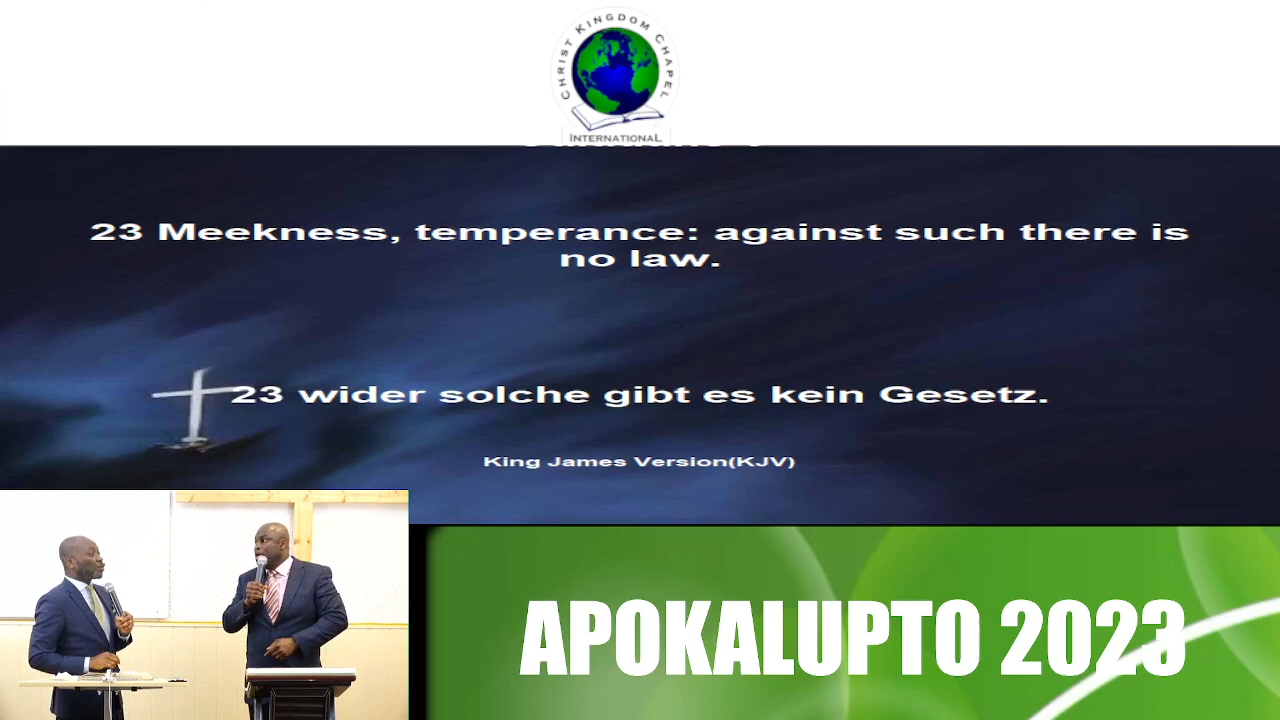 CHRIST KINGDOM CHAPEL
INTERNATIONAL
23 Meekness, temperance: against such there is
no law.
23 wider solche gibt es kein Gesetz.
King James Version(KJV)
APOKALUPTO 2023